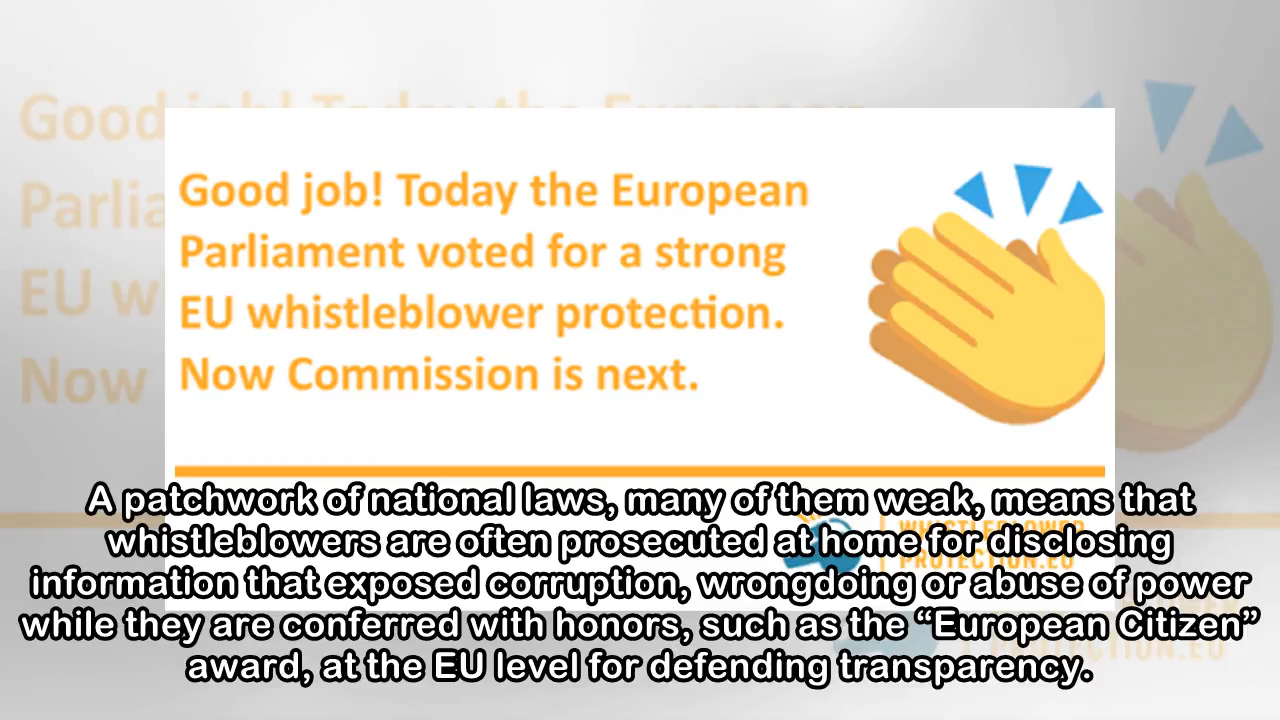 Good job! Today the European
Parliament voted for a strong
EU whistleblower protection.
Now Commission is next.
A patchwork of national laws, many of them weak, means that
whistleblowers are often prosecuted at home for disclosing
information that exposed corruption, wrongdoing or abuse of power
while they are conferred with honors, such as the “European Citizen”
award, at the EU level for defending transparency.
WHISTLEBLOWER
PROTECTION.EU